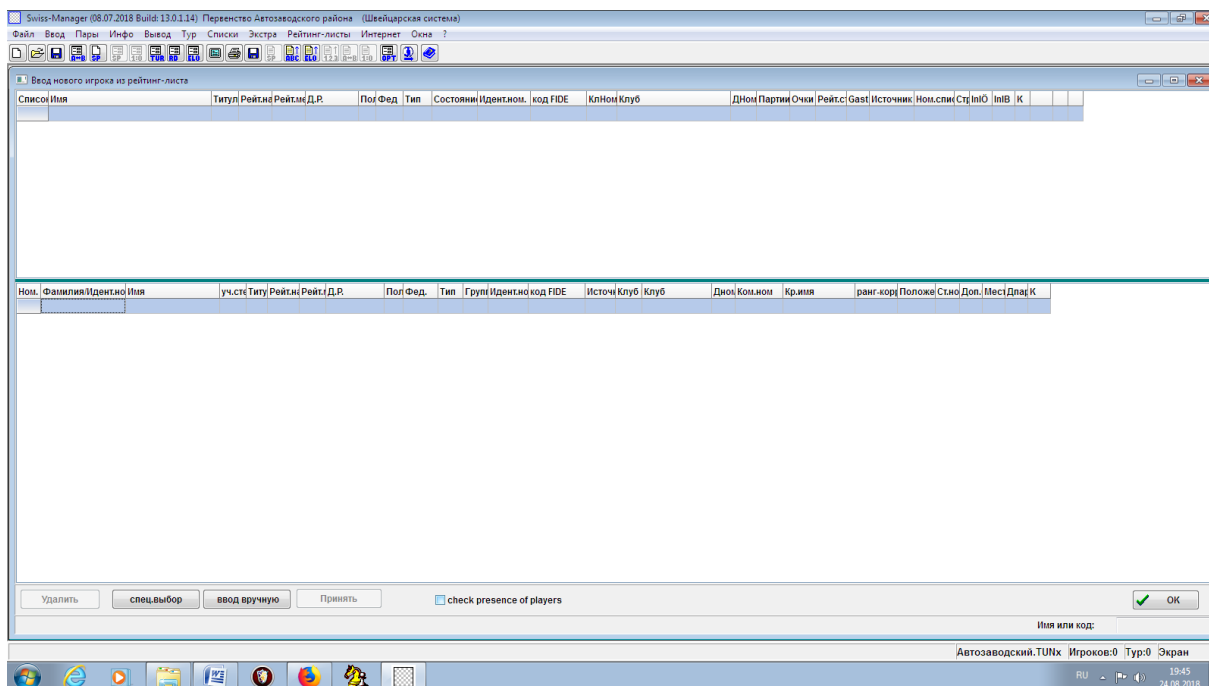 Swiss-Manager (08.07.2018 Build: 13.0.1.14) Первенство Автозаводского района (Швейцарская система)
Файл Ввод Пары Инфо Вывод Тур Списки Экстра Рейтинг-листы Интернет Окна ?
Ввод нового игрока из рейтинг-листа
Список Имя Титул Рейт.на Рейт.ме Д.Р. Пол Фед Тип Состояни Идент.ном. код FIDE КлНом Клуб ДНом Партии Очки Рейт.с Gast Источник Ном.спи Ст InlÖ InlB K
Ном. Фамилия/Идент.но Имя уч.сте Титу Рейт.на Рейт. Д.Р. Пол Фед. Тип Групп Идент.но код FIDE Источн Клуб Клуб Дном Ком.ном Кр.имя ранг-корр Положе Ст.но Доп. Мест Дпар K
Удалить спец.выбор ввод вручную Принять check presence of players OK
Имя или код:
Автозаводский.TUNx Игроков:0 Тур:0 Экран
RU 19:45
24.08.2018